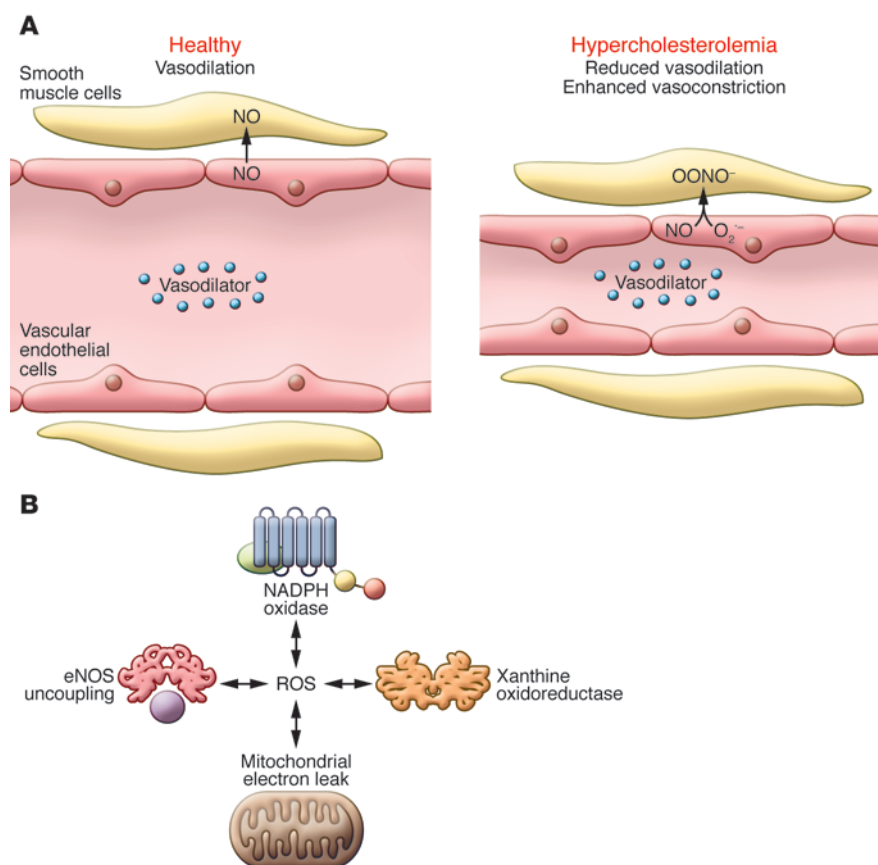 A
Healthy
Vasodilation
Smooth
muscle cells
NO
NO
Vasodilator
Vascular
endothelial
cells
Hypercholesterolemia
Reduced vasodilation
Enhanced vasoconstriction
OONO⁻
NO O₂˙⁻
Vasodilator
B
NADPH
oxidase
eNOS
uncoupling
ROS
Xanthine
oxidoreductase
Mitochondrial
electron leak